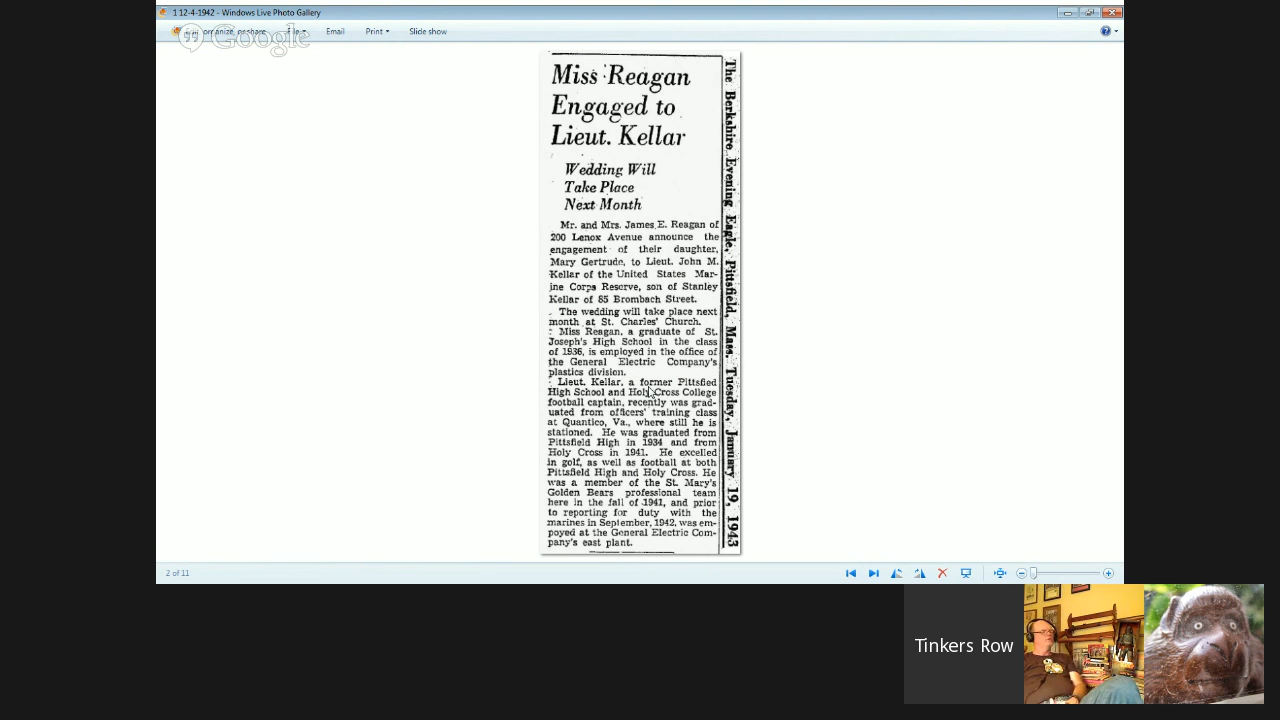 1 12-4-1942 - Windows Live Photo Gallery
Google
Email Print Slide show
Miss Reagan
Engaged to
Lieut. Kellar
Wedding Will
Take Place
Next Month
Mr. and Mrs. James E. Reagan of
200 Lenox Avenue announce the
engagement of their daughter,
Mary Gertrude, to Lieut. John M.
Kellar of the United States Mar-
ine Corps Reserve, son of Stanley
Kellar of 85 Brombach Street.
The wedding will take place next
month at St. Charles' Church.
Miss Reagan, a graduate of St.
Joseph's High School in the class
of 1936, is employed in the office of
the General Electric Company's
plastics division.
Lieut. Kellar, a former Pittsfied
High School and Holy Cross College
football captain, recently was grad-
uated from officers' training class
at Quantico, Va., where still he is
stationed. He was graduated from
Pittsfield High in 1934 and from
Holy Cross in 1941. He excelled
in golf, as well as football at both
Pittsfield High and Holy Cross. He
was a member of the St. Mary's
Golden Bears professional team
here in the fall of 1941, and prior
to reporting for duty with the
marines in September, 1942, was em-
poyed at the General Electric Com-
pany's east plant.
The Berkshire Evening Eagle, Pittsfield, Mass. Tuesday, January 19, 1943
2 of 11
Tinkers Row